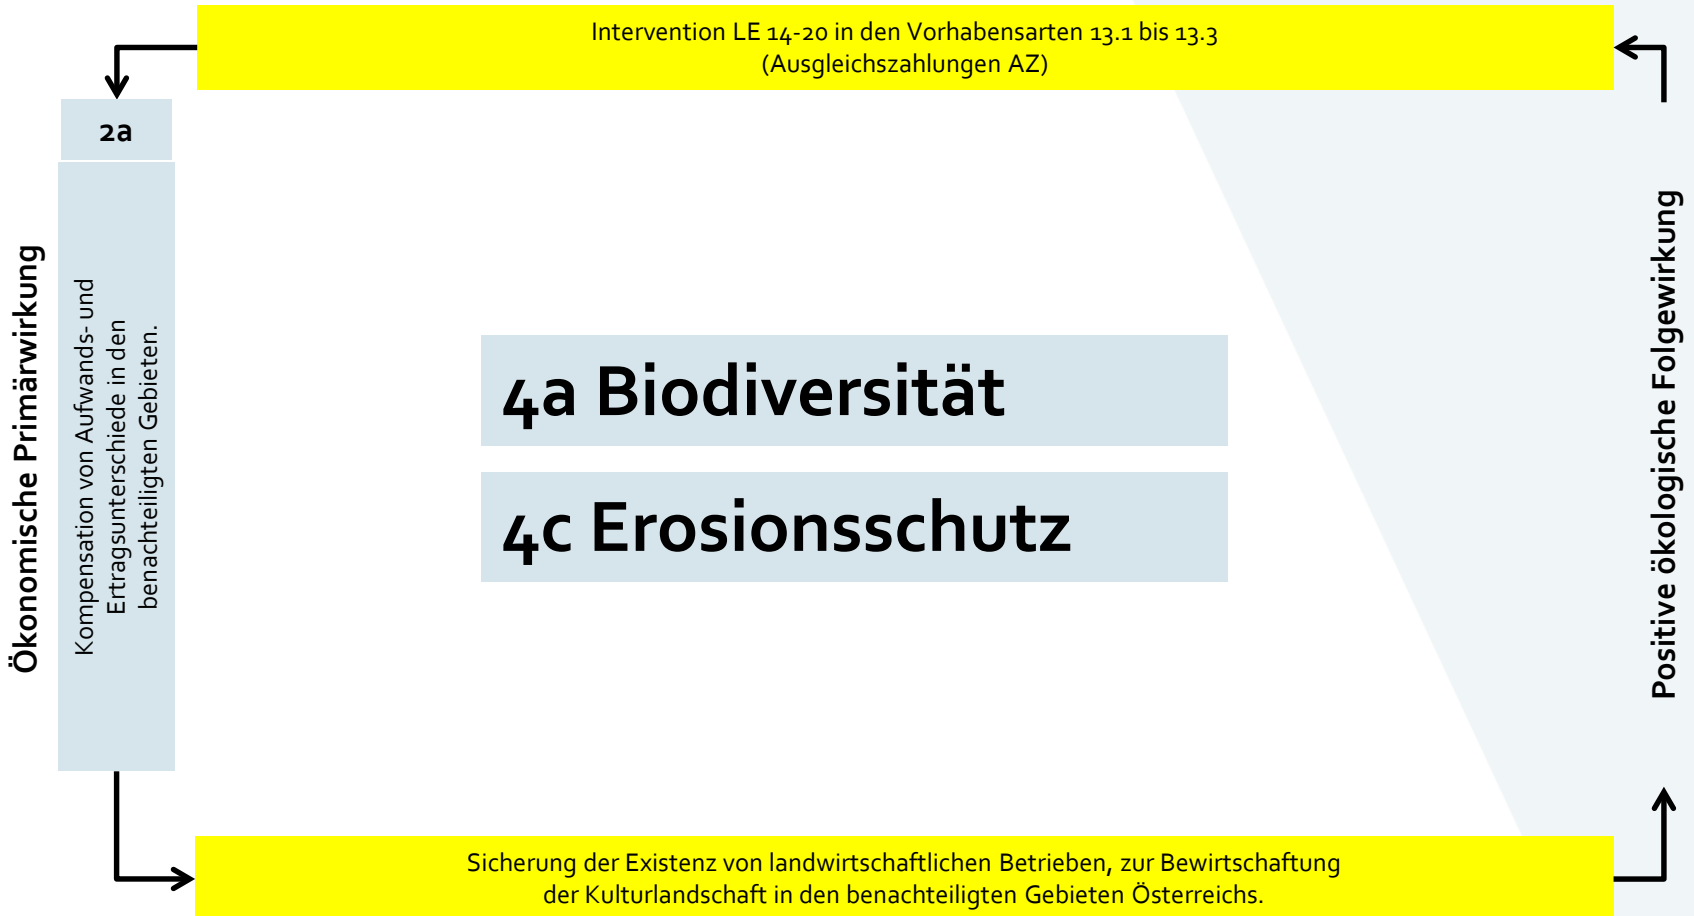 Intervention LE 14-20 in den Vorhabensarten 13.1 bis 13.3
(Ausgleichszahlungen AZ)
2a
Ökonomische Primärwirkung
Kompensation von Aufwands- und
Ertragsunterschiede in den
benachteiligten Gebieten.
4a Biodiversität
4c Erosionsschutz
Positive ökologische Folgewirkung
Sicherung der Existenz von landwirtschaftlichen Betrieben, zur Bewirtschaftung
der Kulturlandschaft in den benachteiligten Gebieten Österreichs.